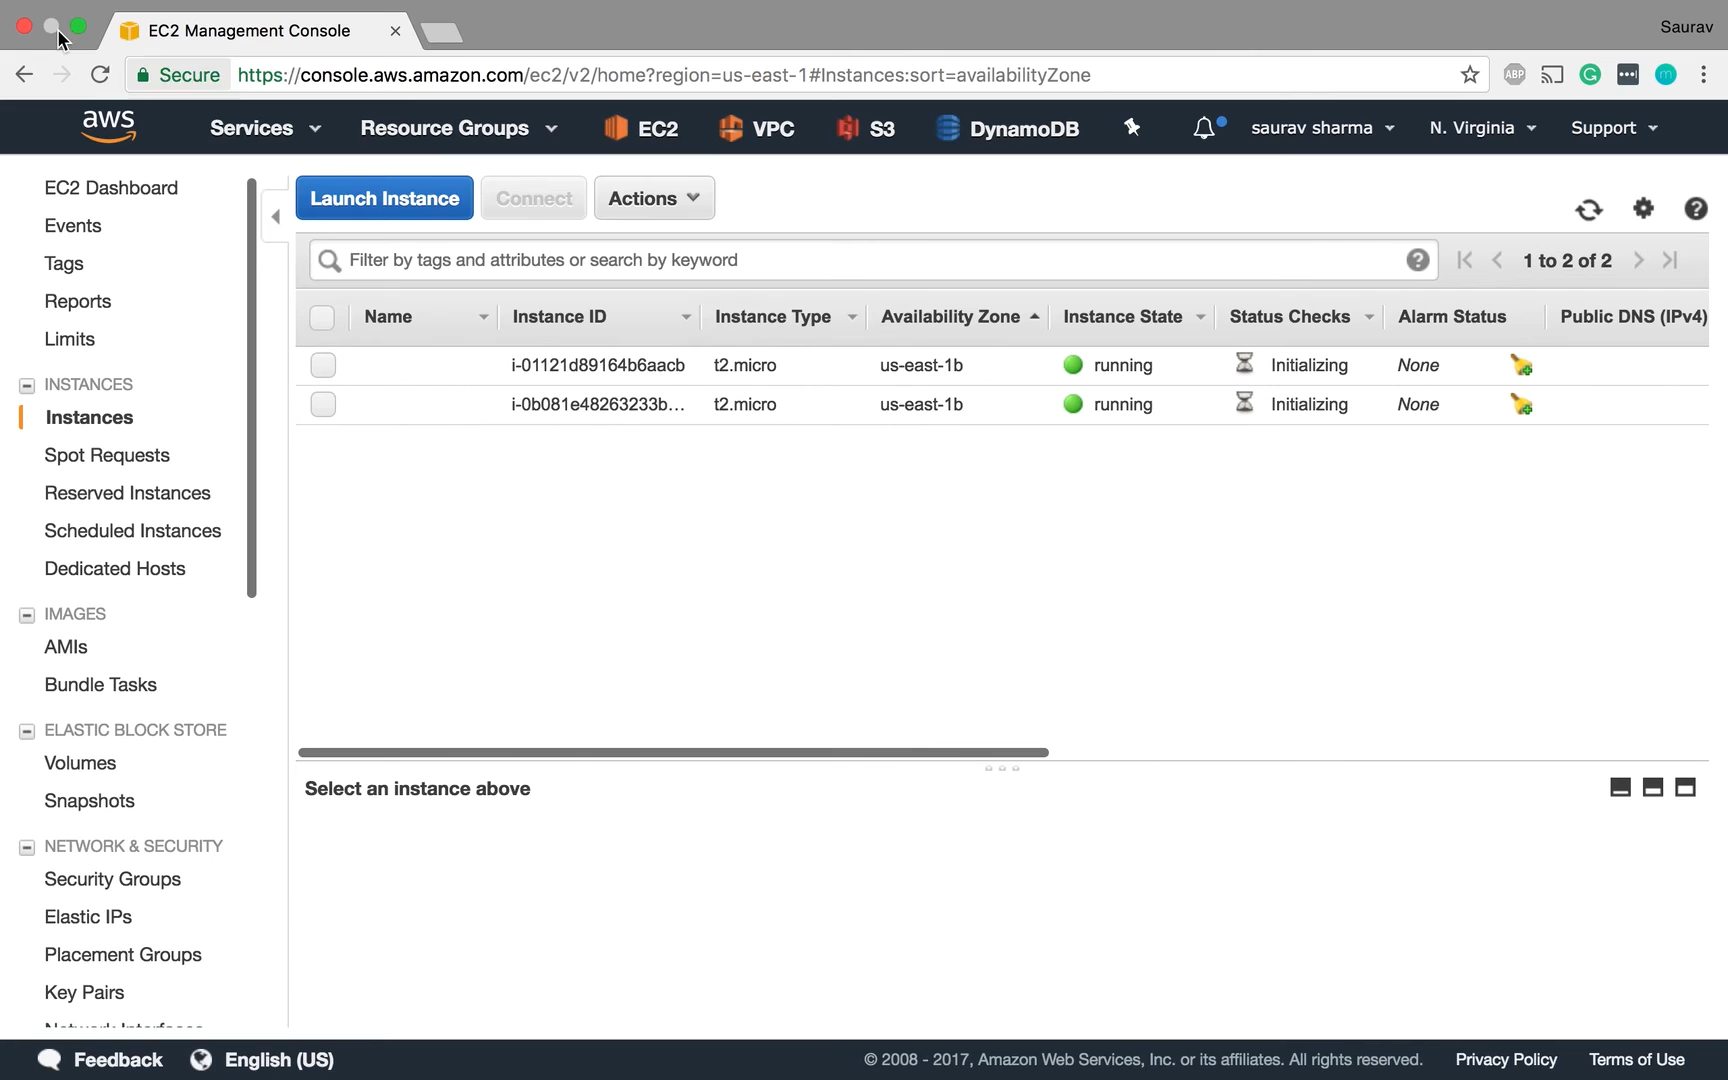 EC2 Management Console
Saurav
Secure https://console.aws.amazon.com/ec2/v2/home?region=us-east-1#Instances:sort=availabilityZone
ABP
G
m
aws Services Resource Groups EC2 VPC S3 DynamoDB saurav sharma N. Virginia Support
EC2 Dashboard
Events
Tags
Reports
Limits
INSTANCES
Instances
Spot Requests
Reserved Instances
Scheduled Instances
Dedicated Hosts
IMAGES
AMIs
Bundle Tasks
ELASTIC BLOCK STORE
Volumes
Snapshots
NETWORK & SECURITY
Security Groups
Elastic IPs
Placement Groups
Key Pairs
Launch Instance Connect Actions
Filter by tags and attributes or search by keyword 1 to 2 of 2
Name Instance ID Instance Type Availability Zone Instance State Status Checks Alarm Status Public DNS (IPv4)
i-01121d89164b6aacb t2.micro us-east-1b running Initializing None
i-0b081e48263233b... t2.micro us-east-1b running Initializing None
Select an instance above
Feedback English (US) © 2008 - 2017, Amazon Web Services, Inc. or its affiliates. All rights reserved. Privacy Policy Terms of Use